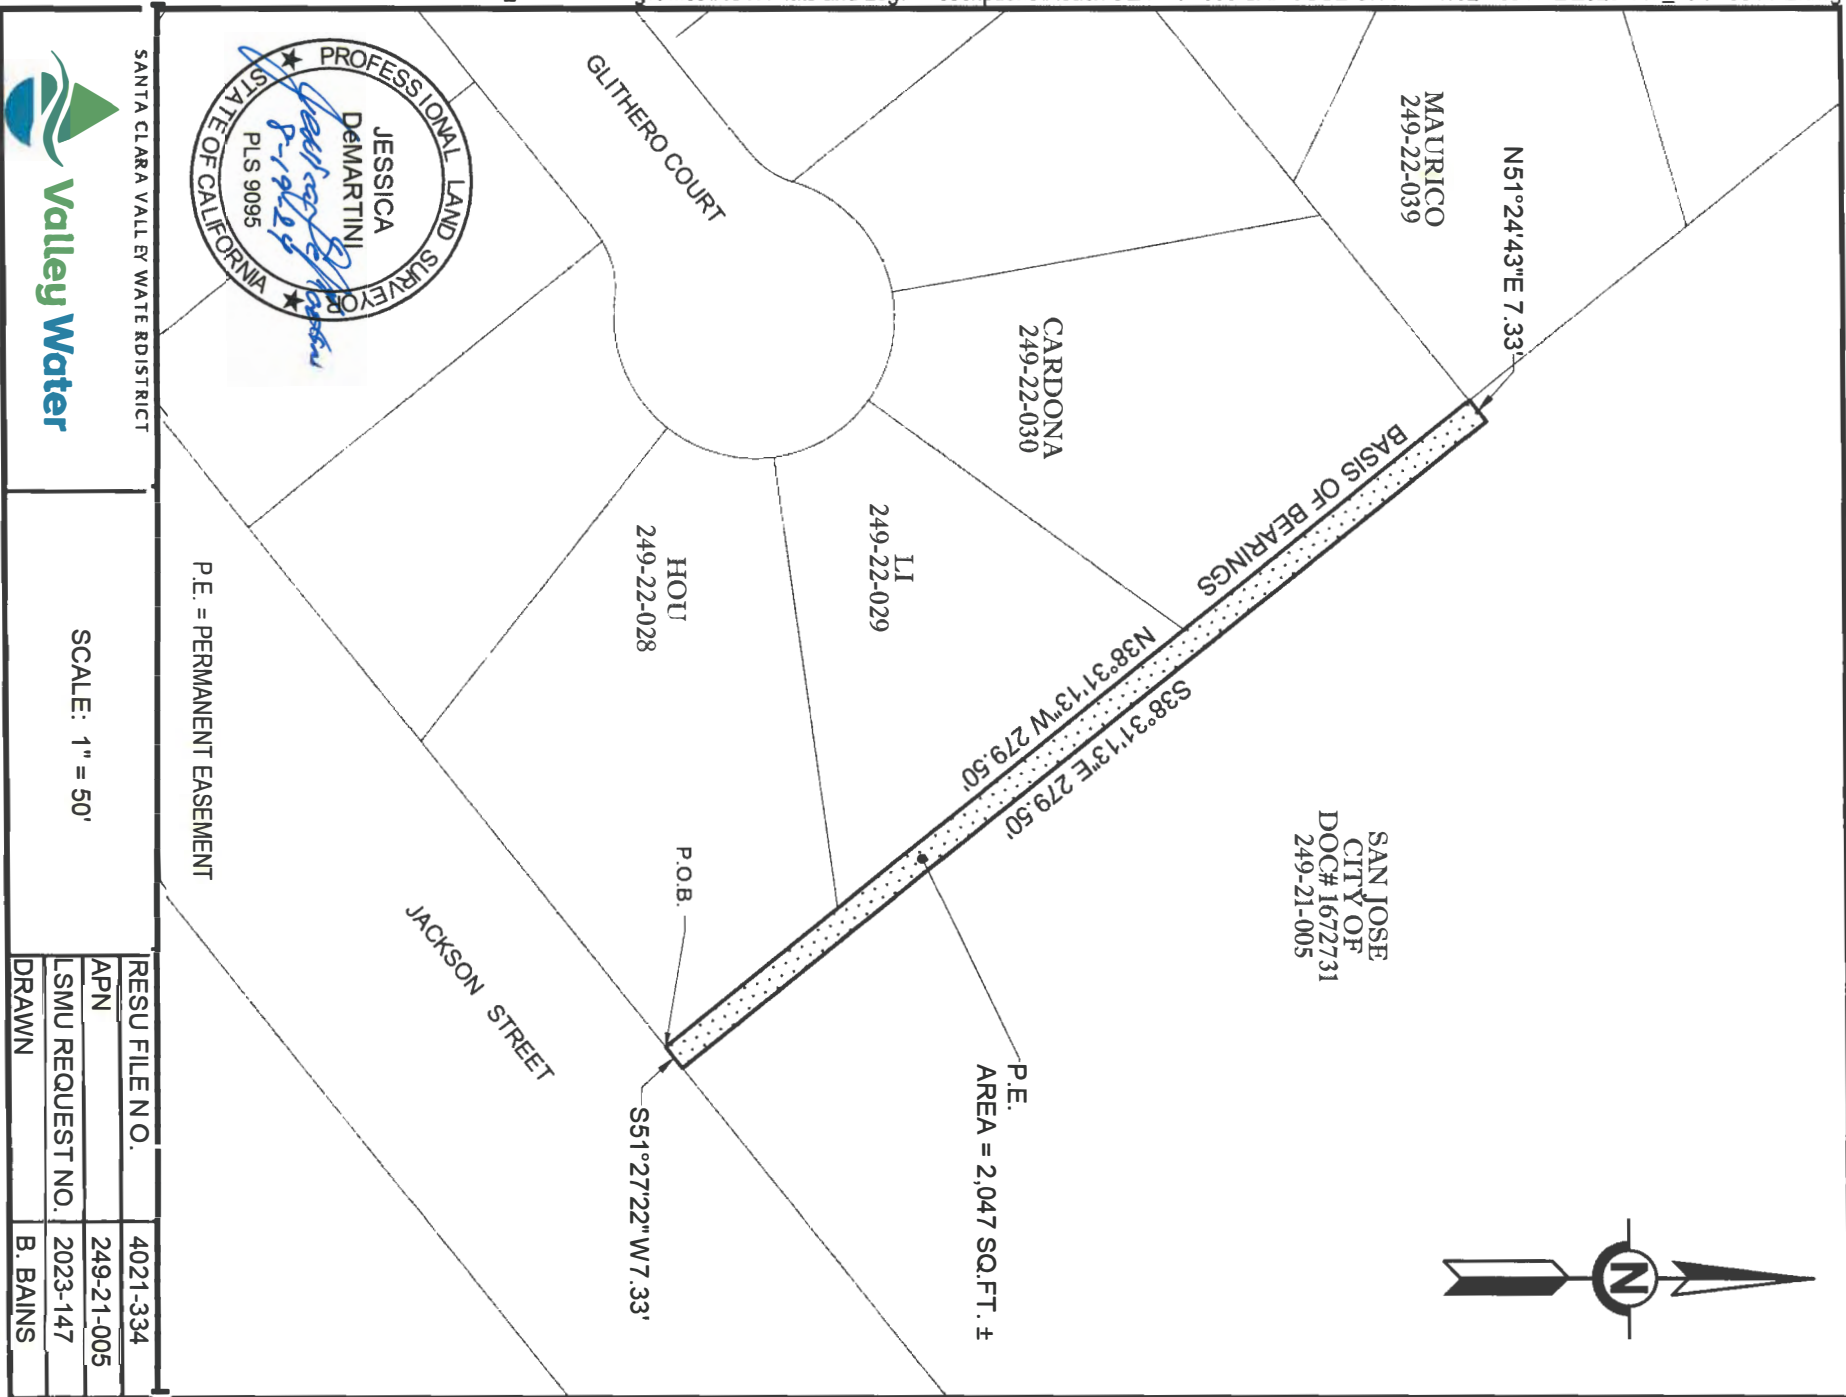 MAURICO
249-22-039
N51°24'43"E 7.33'
GLITHERO COURT
CARDONA
249-22-030
BASIS OF BEARINGS
N38°31'13"W 279.50'
S38°31'13"E 279.50'
SAN JOSE
CITY OF
DOC# 1672731
249-21-005
LI
249-22-029
HOU
249-22-028
P.O.B.
P.E.
AREA = 2,047 SQ.FT. ±
S51°27'22"W7.33'
JACKSON STREET
N
PROFESSIONAL LAND SURVEYOR
JESSICA
DeMARTINI
PLS 9095
STATE OF CALIFORNIA
P.E. = PERMANENT EASEMENT
SANTA CLARA VALLEY WATER DISTRICT
Valley Water
SCALE: 1" = 50'
RESU FILE NO. 4021-334
APN 249-21-005
LSMU REQUEST NO. 2023-147
DRAWN B. BAINS